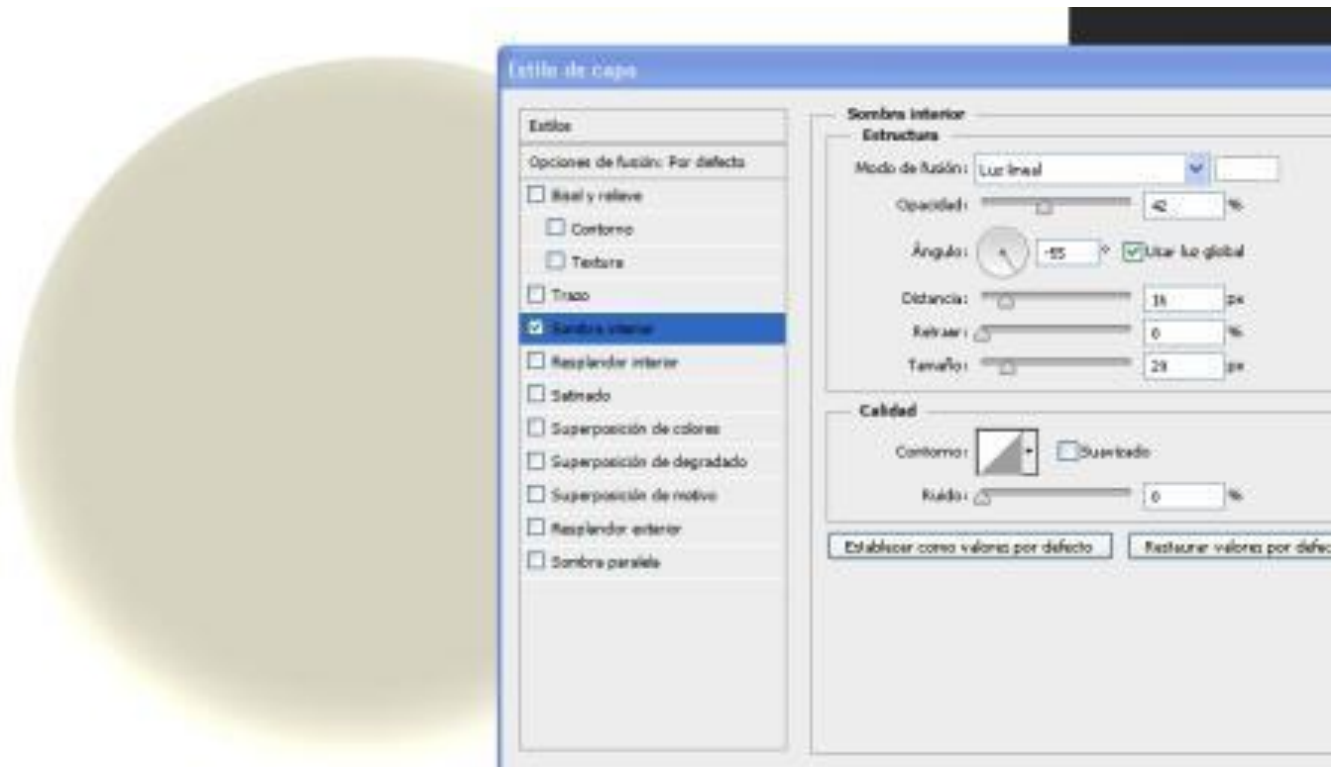 Estilo de capa
Estilos
Opciones de fusión: Por defecto
Bisel y relieve
Contorno
Textura
Trazo
Sombra interior
Resplandor interior
Satinado
Superposición de colores
Superposición de degradado
Superposición de motivo
Resplandor exterior
Sombra paralela
Sombra interior
Estructura
Modo de fusión: Luz lineal
Opacidad: 42 %
Ángulo: -55 ° Usar luz global
Distancia: px
Retraer: 0 %
Tamaño: px
Calidad
Contorno: Suavizado
Ruido: 0 %
Establecer como valores por defecto Restaurar valores por defec